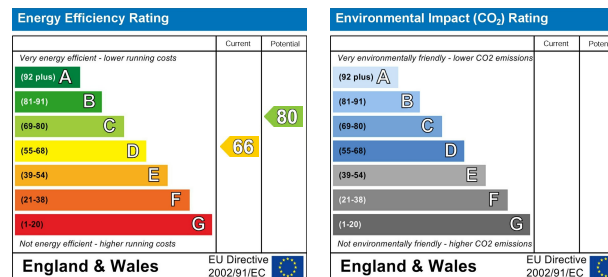 Energy Efficiency Rating
Current Potential
Very energy efficient - lower running costs
(92 plus) A
(81-91) B
(69-80) C
(55-68) D
(39-54) E
(21-38) F
(1-20) G
66
80
Not energy efficient - higher running costs
England & Wales
EU Directive
2002/91/EC
Environmental Impact (CO₂) Rating
Current Poten
Very environmentally friendly - lower CO2 emissions
(92 plus) A
(81-91) B
(69-80) C
(55-68) D
(39-54) E
(21-38) F
(1-20) G
Not environmentally friendly - higher CO2 emissions
England & Wales
EU Directive
2002/91/EC